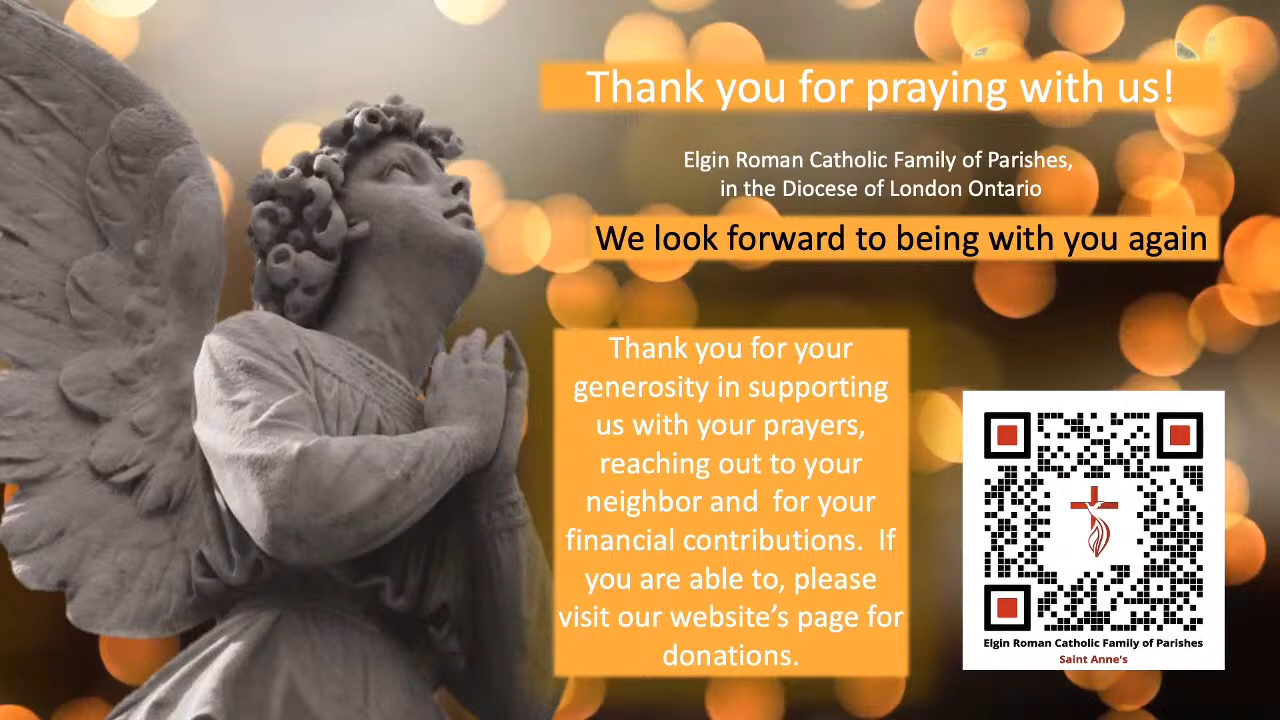 Thank you for praying with us!
Elgin Roman Catholic Family of Parishes,
in the Diocese of London Ontario
We look forward to being with you again
Thank you for your
generosity in supporting
us with your prayers,
reaching out to your
neighbor and  for your
financial contributions.  If
you are able to, please
visit our website’s page for
donations.
Elgin Roman Catholic Family of Parishes
Saint Anne's